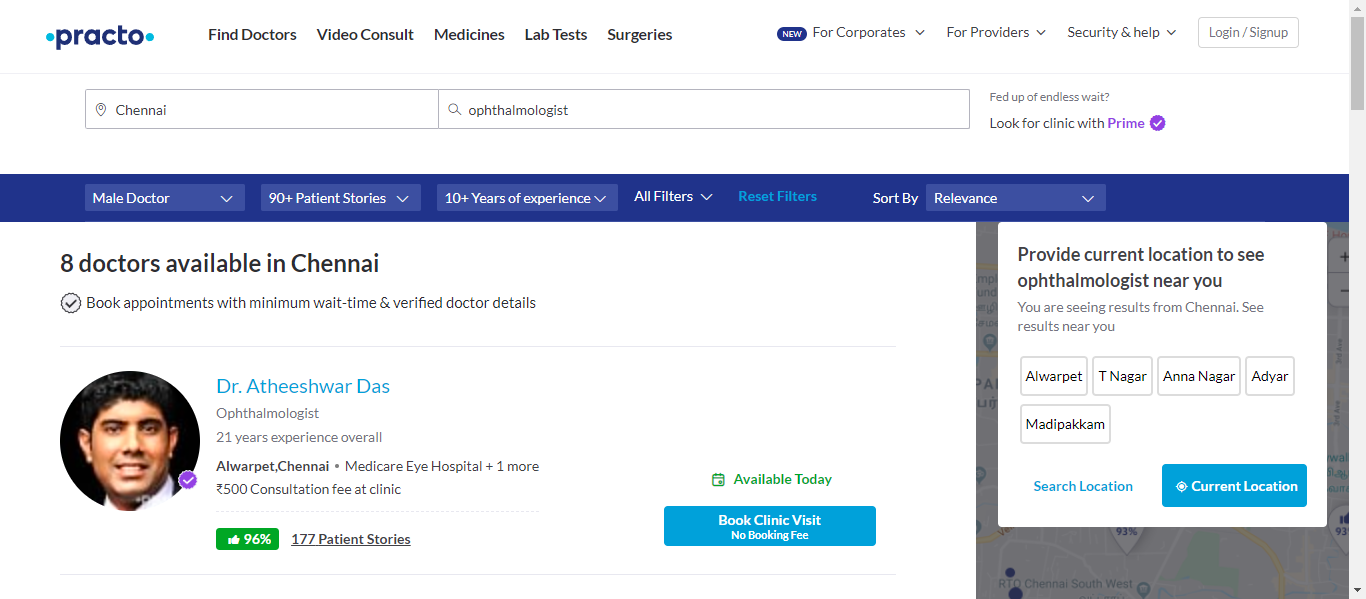 practo
Find Doctors Video Consult Medicines Lab Tests Surgeries
NEW For Corporates For Providers Security & help Login / Signup
Chennai ophthalmologist
Fed up of endless wait?
Look for clinic with Prime
Male Doctor 90+ Patient Stories 10+ Years of experience All Filters Reset Filters Sort By Relevance
8 doctors available in Chennai
Book appointments with minimum wait-time & verified doctor details
Dr. Atheeshwar Das
Ophthalmologist
21 years experience overall
Alwarpet,Chennai • Medicare Eye Hospital + 1 more
₹500 Consultation fee at clinic
96% 177 Patient Stories
Available Today
Book Clinic Visit
No Booking Fee
Provide current location to see
ophthalmologist near you
You are seeing results from Chennai. See
results near you
Alwarpet T Nagar Anna Nagar Adyar
Madipakkam
Search Location Current Location
93%
RTO Chennai South West